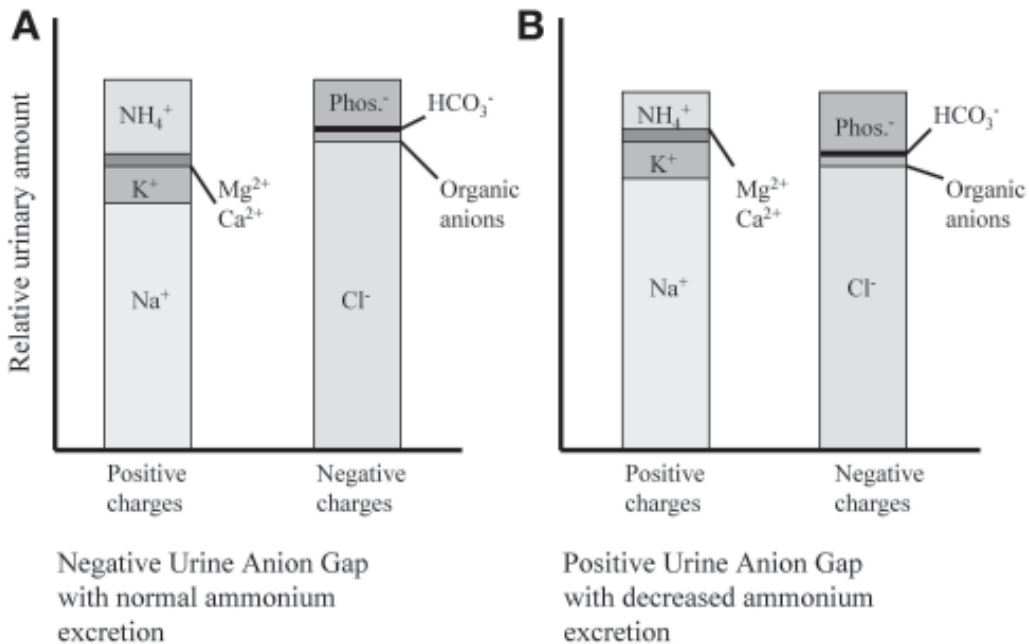 A
Relative urinary amount
NH₄⁺
K⁺
Na⁺
Mg²⁺
Ca²⁺
Phos.⁻
HCO₃⁻
Organic
anions
Cl⁻
Positive
charges
Negative
charges
Negative Urine Anion Gap
with normal ammonium
excretion
B
NH₄⁺
K⁺
Na⁺
Mg²⁺
Ca²⁺
Phos.⁻
HCO₃⁻
Organic
anions
Cl⁻
Positive
charges
Negative
charges
Positive Urine Anion Gap
with decreased ammonium
excretion